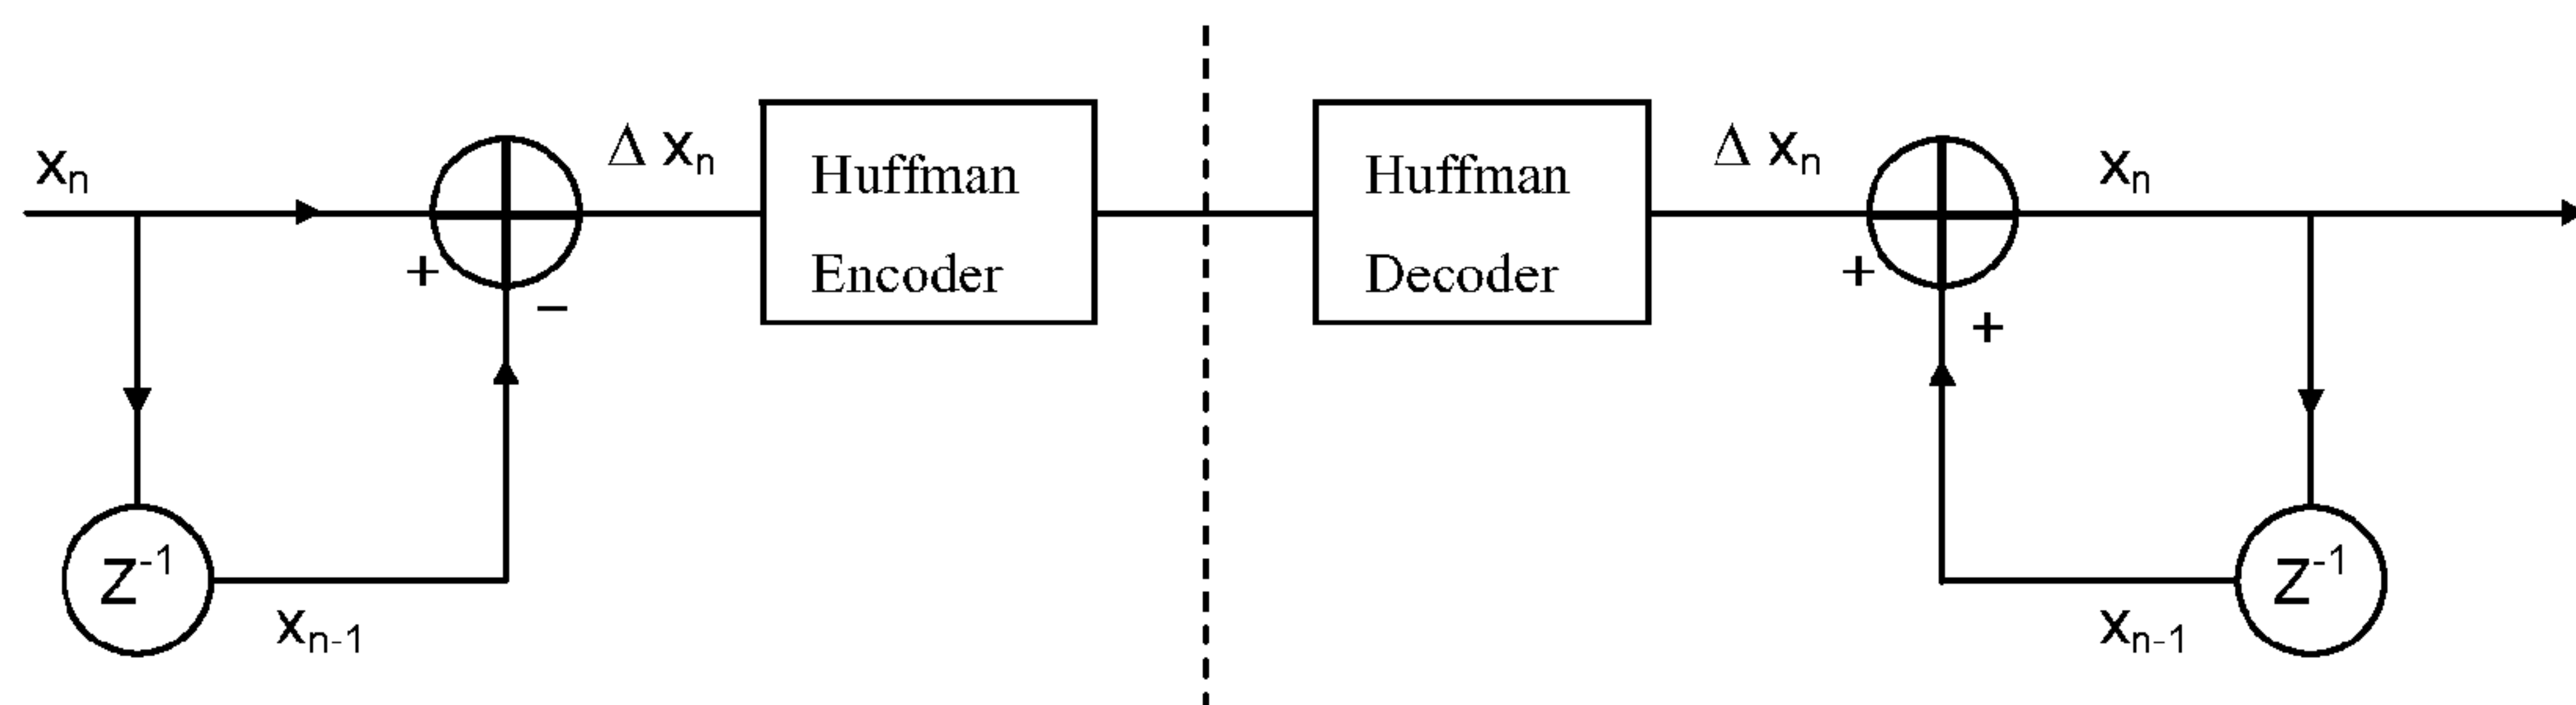 xₙ
+
−
Δ xₙ
Huffman
Encoder
Z⁻¹
xₙ₋₁
Huffman
Decoder
Δ xₙ
+
+
xₙ
Z⁻¹
xₙ₋₁